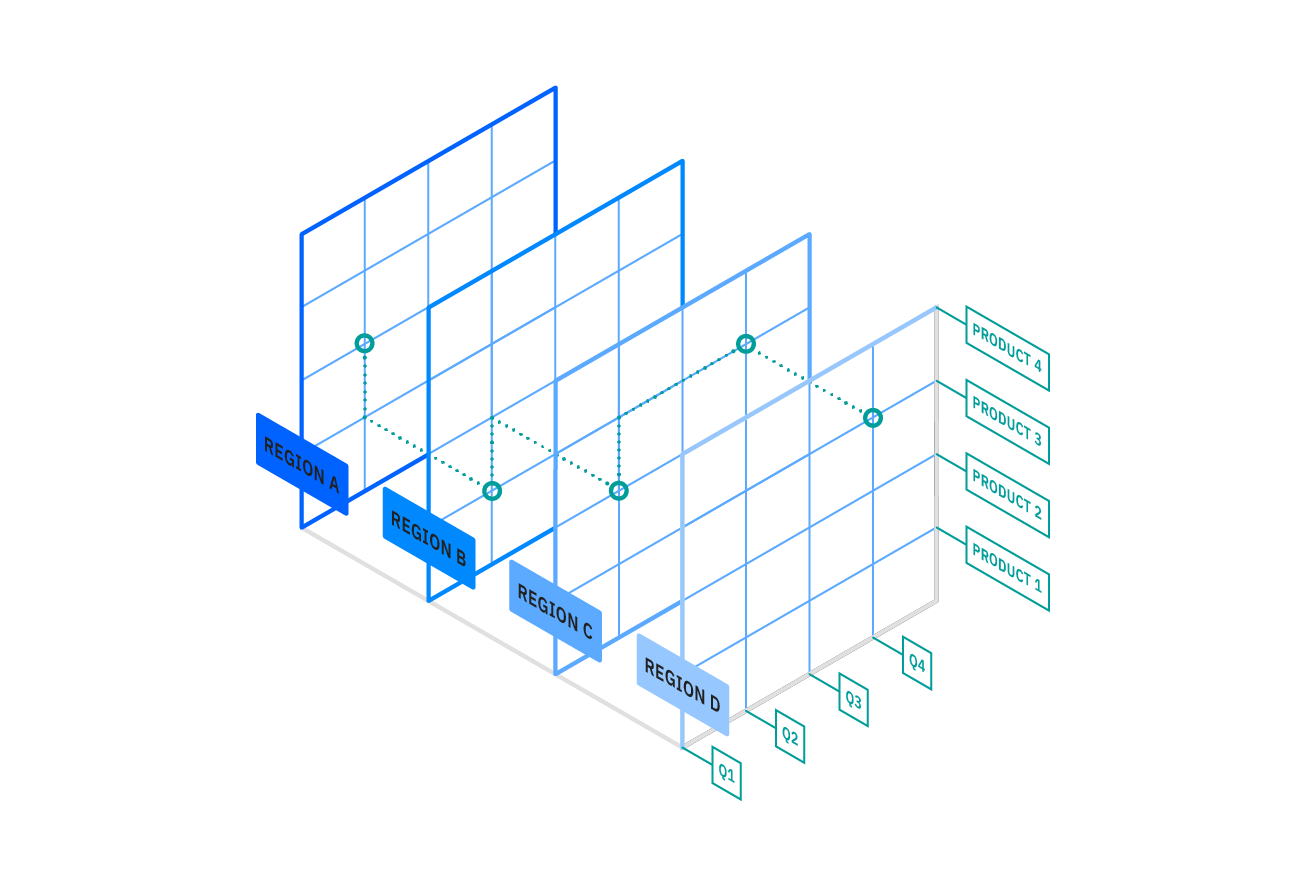 REGION A
REGION B
REGION C
REGION D
PRODUCT 4
PRODUCT 3
PRODUCT 2
PRODUCT 1
Q4
Q3
Q2
Q1